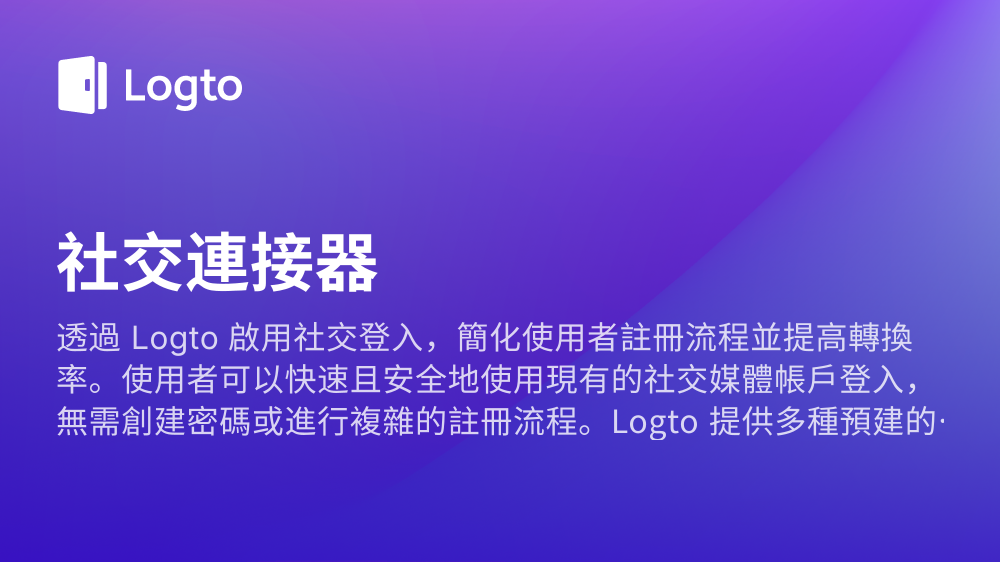 Logto
社交連接器
透過 Logto 啟用社交登入，簡化使用者註冊流程並提高轉換
率。使用者可以快速且安全地使用現有的社交媒體帳戶登入，
無需創建密碼或進行複雜的註冊流程。Logto 提供多種預建的·